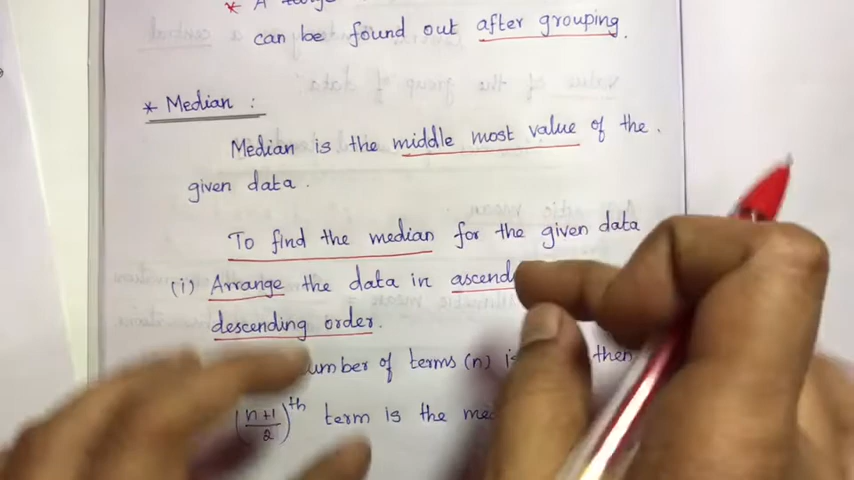 * A
can be found out after grouping.
* Median :
Median is the middle most value of the
given data.
To find the median for the given data
(i) Arrange the data in
descending order.
of terms (n) then
(n+1/2)th term is the